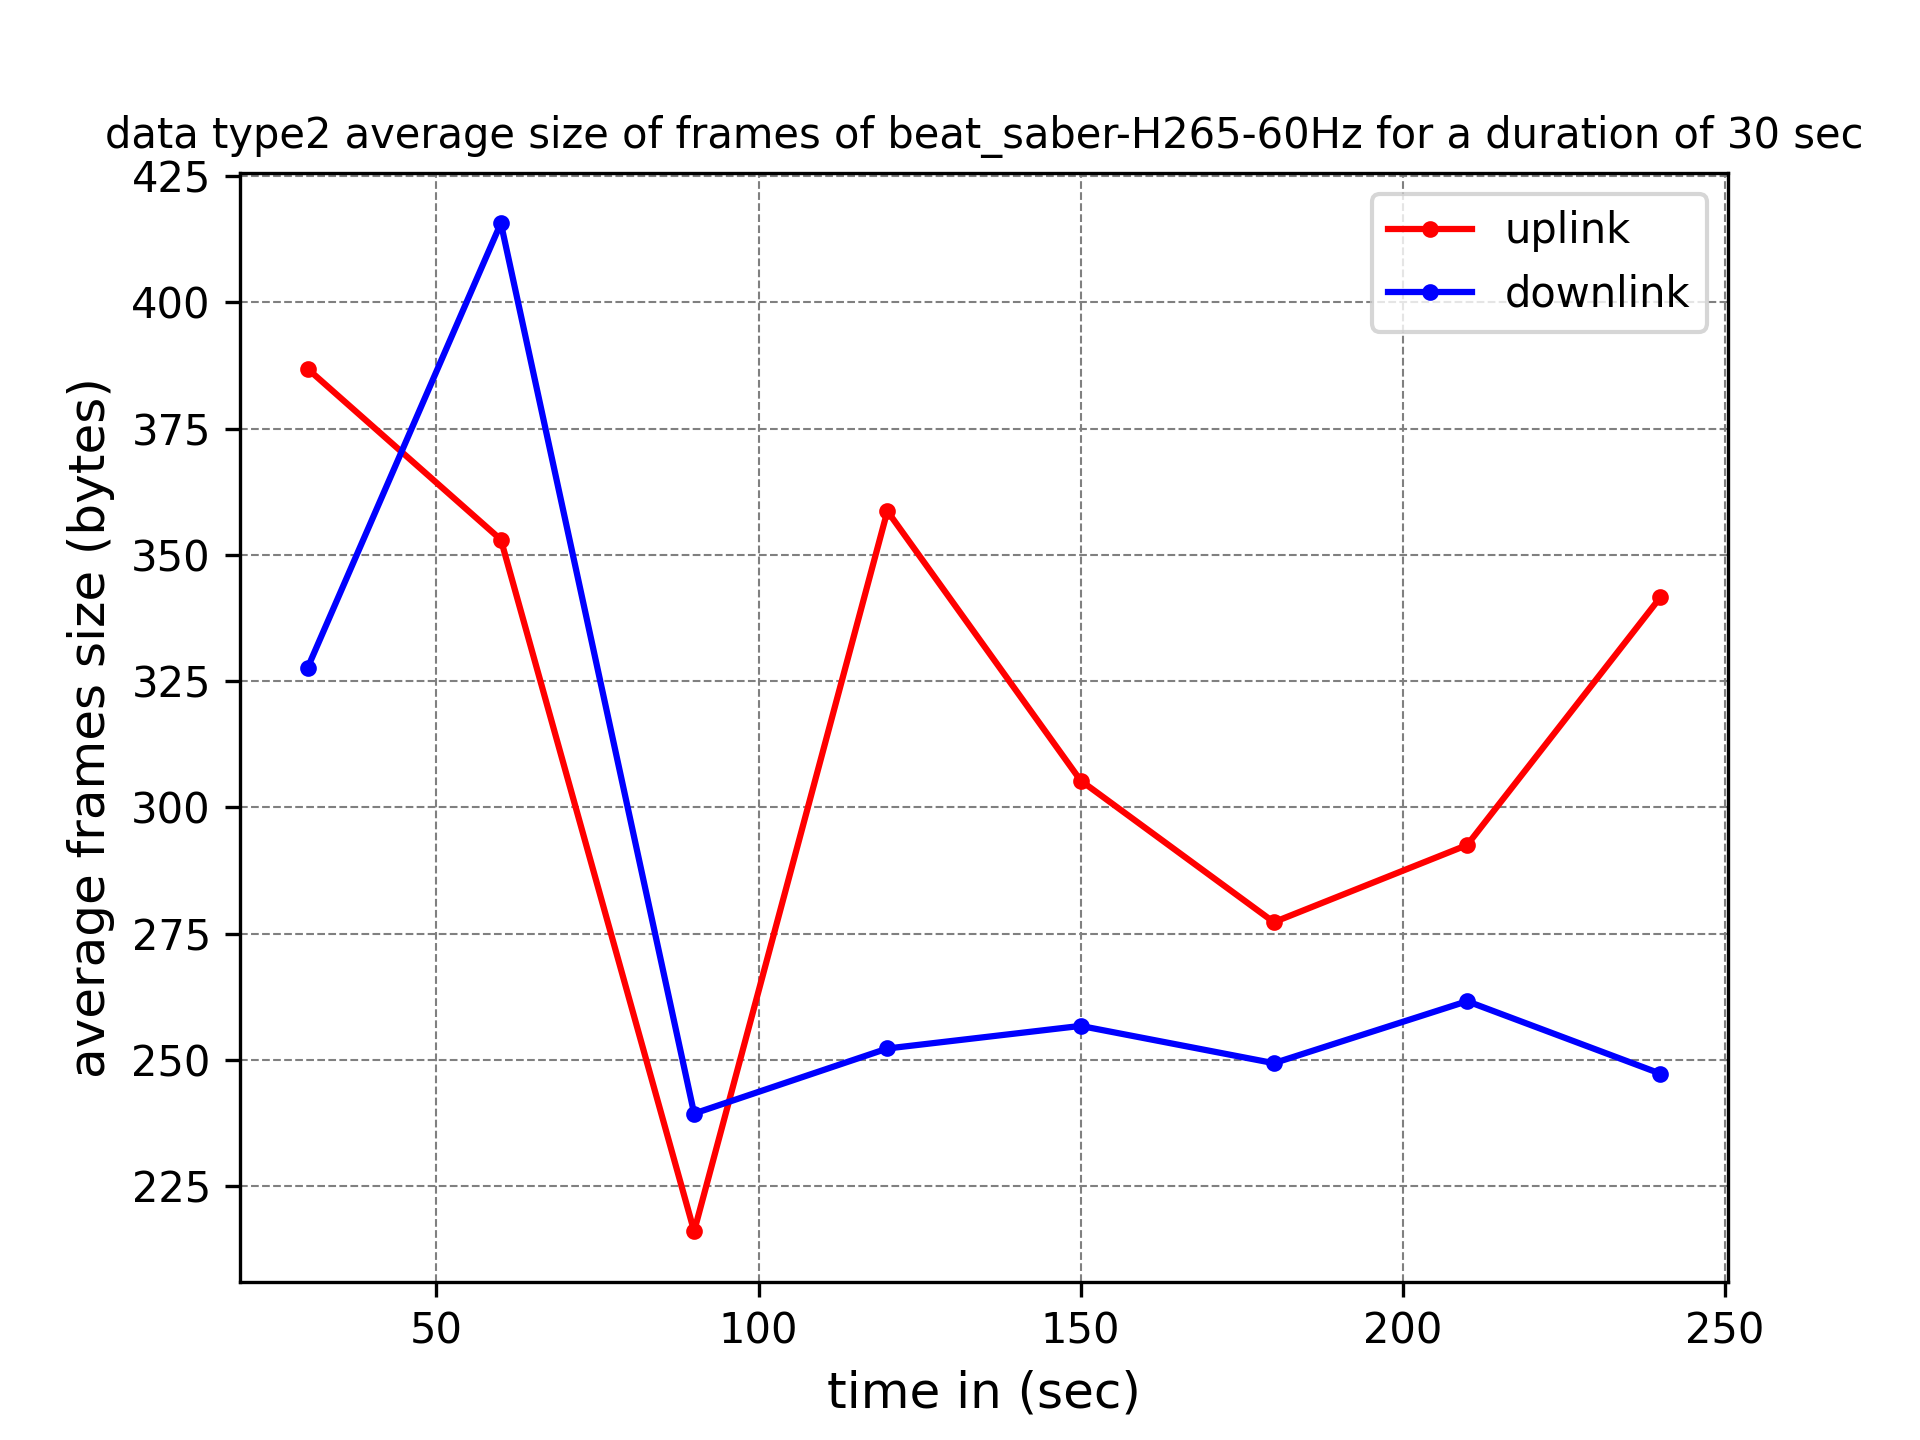 data type2 average size of frames of beat_saber-H265-60Hz for a duration of 30 sec
uplink
downlink
average frames size (bytes)
425
400
375
350
325
300
275
250
225
50 100 150 200 250
time in (sec)